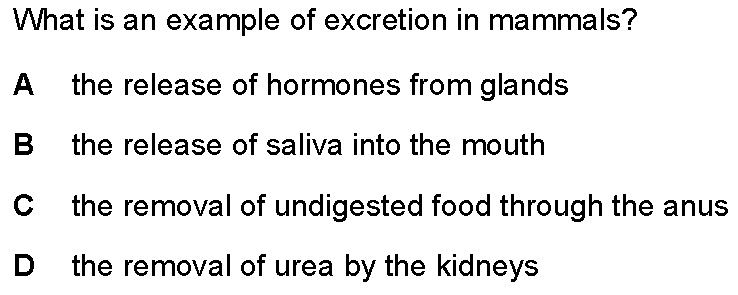 What is an example of excretion in mammals?
A the release of hormones from glands
B the release of saliva into the mouth
C the removal of undigested food through the anus
D the removal of urea by the kidneys